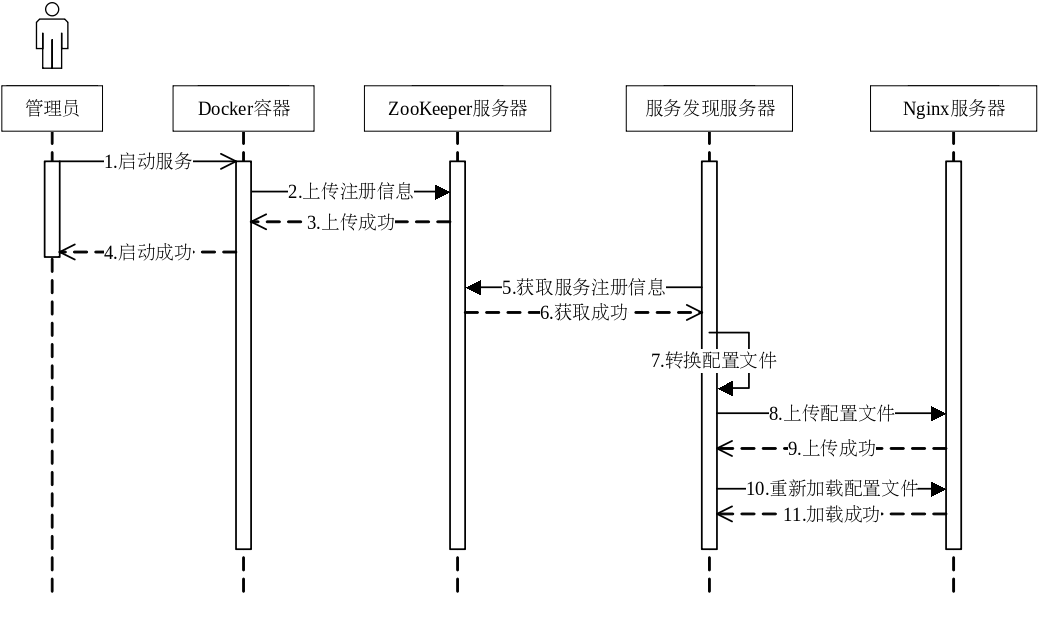 管理员
Docker容器
ZooKeeper服务器
服务发现服务器
Nginx服务器
1.启动服务
2.上传注册信息
3.上传成功
4.启动成功
5.获取服务注册信息
6.获取成功
7.转换配置文件
8.上传配置文件
9.上传成功
10.重新加载配置文件
11.加载成功